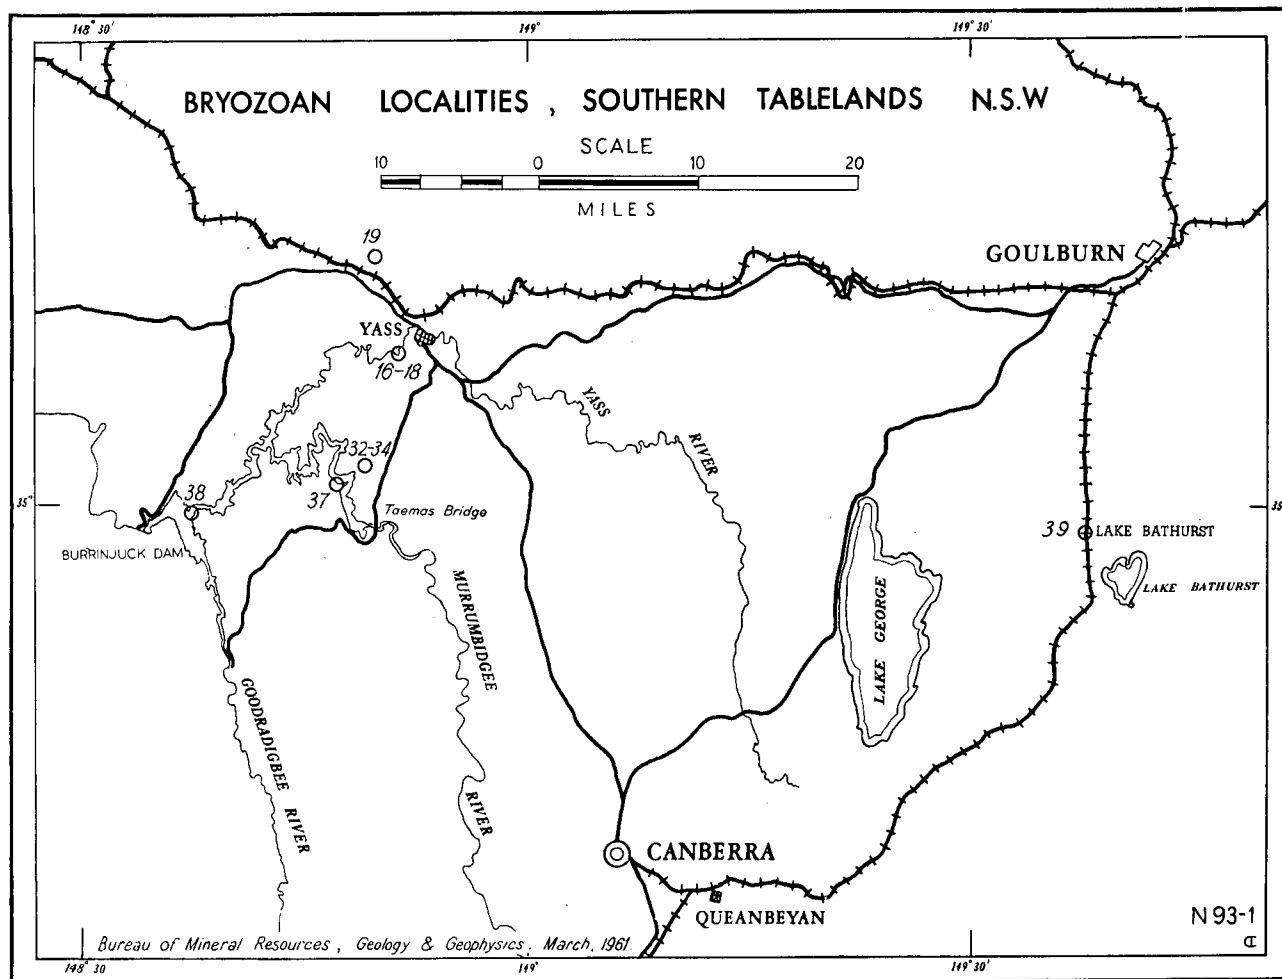 148° 30'
149°
149° 30'
BRYOZOAN LOCALITIES , SOUTHERN TABLELANDS N.S.W
SCALE
10 0 10 20
MILES
19
GOULBURN
YASS
16-18
YASS
RIVER
32-34
35°
38
37
Taemas Bridge
35°
BURRINJUCK DAM
39
LAKE BATHURST
LAKE BATHURST
MURRUMBIDGEE
RIVER
LAKE GEORGE
GOODRADIGBEE RIVER
CANBERRA
QUEANBEYAN
N 93-1
Bureau of Mineral Resources , Geology & Geophysics. March, 1961.
148° 30
149°
149° 30'